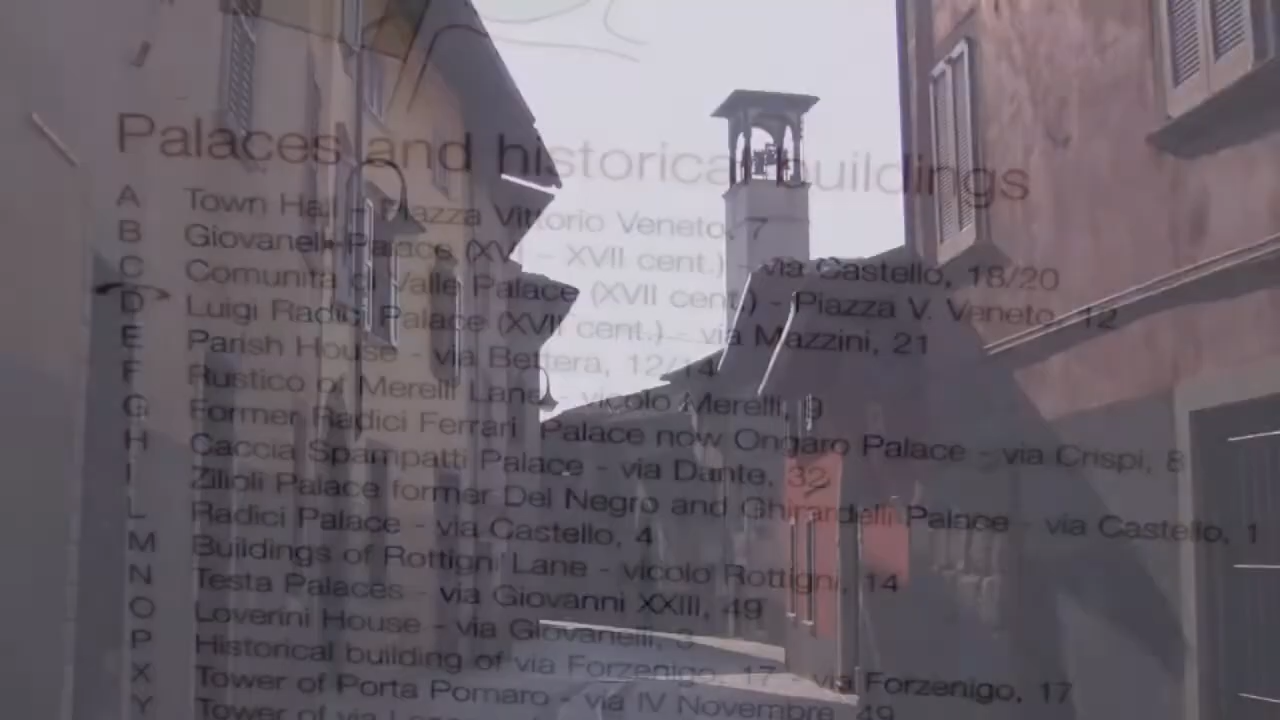 Palaces and historical buildings
A Town Hall - Piazza Vittorio Veneto, 7
B Giovanelli Palace (XVI - XVII cent.) - via Castello, 18/20
C Comunità di Valle Palace (XVII cent.) - Piazza V. Veneto, 12
D Luigi Radici Palace (XVII cent.) - via Mazzini, 21
E Parish House - via Bettera, 12/14
F Rustico of Merelli Lane - vicolo Merelli, 9
G Former Radici Ferrari Palace now Ongaro Palace - via Crispi, 8
H Caccia Spampatti Palace - via Dante, 32
I Zilioli Palace former Del Negro and Ghirardelli Palace - via Castello, 1
L Radici Palace - via Castello, 4
M Buildings of Rottigni Lane - vicolo Rottigni, 14
N Testa Palaces - via Giovanni XXIII, 49
O Loverini House - via Giovanelli, 3
P Historical building of via Forzenigo, 17 - via Forzenigo, 17
X Tower of Porta Pomaro - via IV Novembre, 49
Y Tower of via